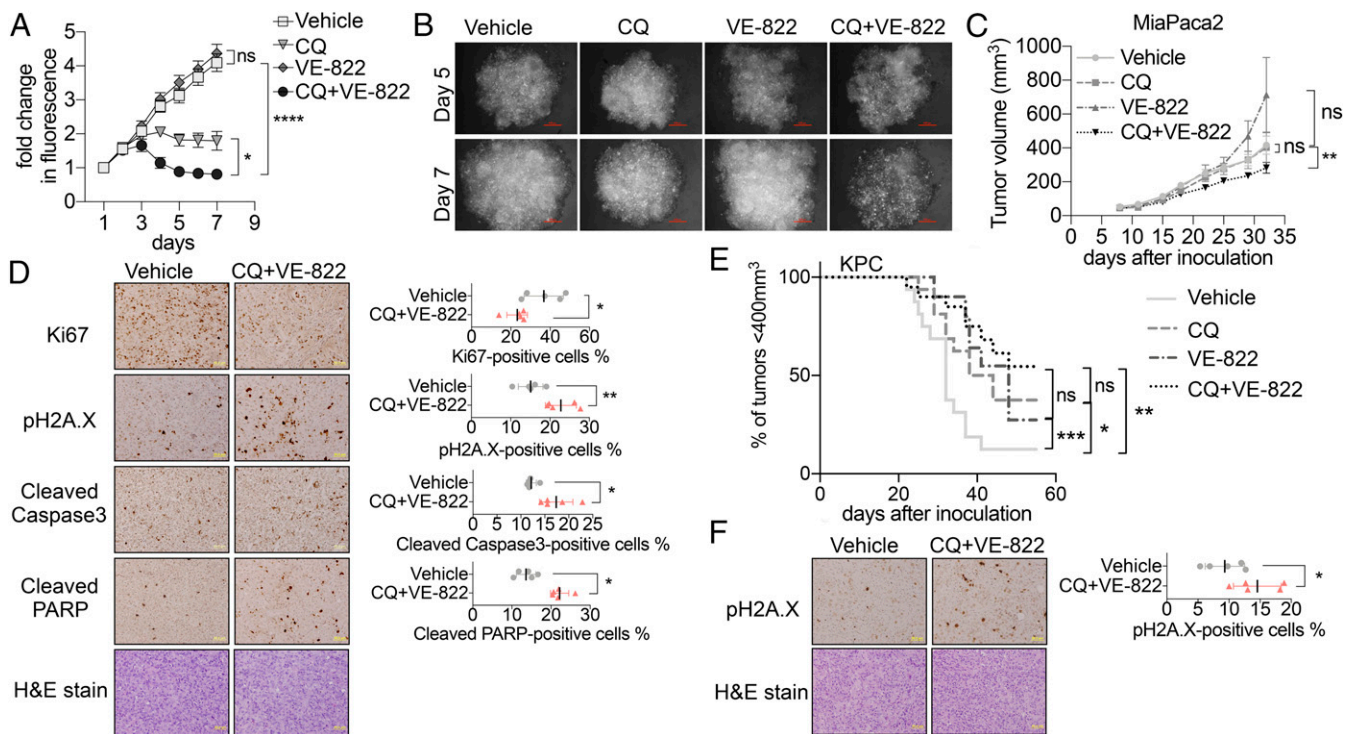 A
fold change
in fluorescence
5
4
3
2
1
0
1
3
5
7
9
days
Vehicle
CQ
VE-822
CQ+VE-822
ns
****
*
B
Vehicle
CQ
VE-822
CQ+VE-822
Day 5
Day 7
C
MiaPaca2
Tumor volume (mm3)
1000
800
600
400
200
0
0
5
10
15
20
25
30
35
days after inoculation
Vehicle
CQ
VE-822
CQ+VE-822
ns
ns
**
D
Vehicle
CQ+VE-822
Ki67
Vehicle
CQ+VE-822
*
0
20
40
60
Ki67-positive cells %
pH2A.X
Vehicle
CQ+VE-822
**
0
10
20
30
pH2A.X-positive cells %
Cleaved
Caspase3
Vehicle
CQ+VE-822
*
0
5
10
15
20
25
Cleaved Caspase3-positive cells %
Cleaved
PARP
Vehicle
CQ+VE-822
*
0
10
20
30
Cleaved PARP-positive cells %
H&E stain
E
KPC
% of tumors <400mm3
100
50
0
0
20
40
60
days after inoculation
Vehicle
CQ
VE-822
CQ+VE-822
ns
ns
**
***
*
F
Vehicle
CQ+VE-822
pH2A.X
H&E stain
Vehicle
CQ+VE-822
*
0
5
10
15
20
pH2A.X-positive cells %